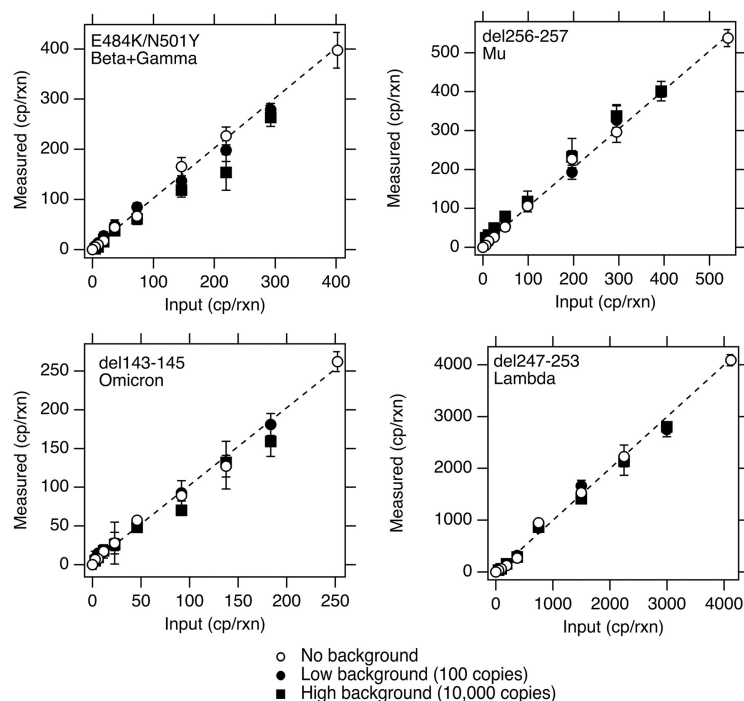 E484K/N501Y
Beta+Gamma
400
300
200
100
0
Measured (cp/rxn)
0 100 200 300 400
Input (cp/rxn)
del256-257
Mu
500
400
300
200
100
0
Measured (cp/rxn)
0 100 200 300 400 500
Input (cp/rxn)
del143-145
Omicron
250
200
150
100
50
0
Measured (cp/rxn)
0 50 100 150 200 250
Input (cp/rxn)
del247-253
Lambda
4000
3000
2000
1000
0
Measured (cp/rxn)
0 1000 2000 3000 4000
Input (cp/rxn)
No background
Low background (100 copies)
High background (10,000 copies)